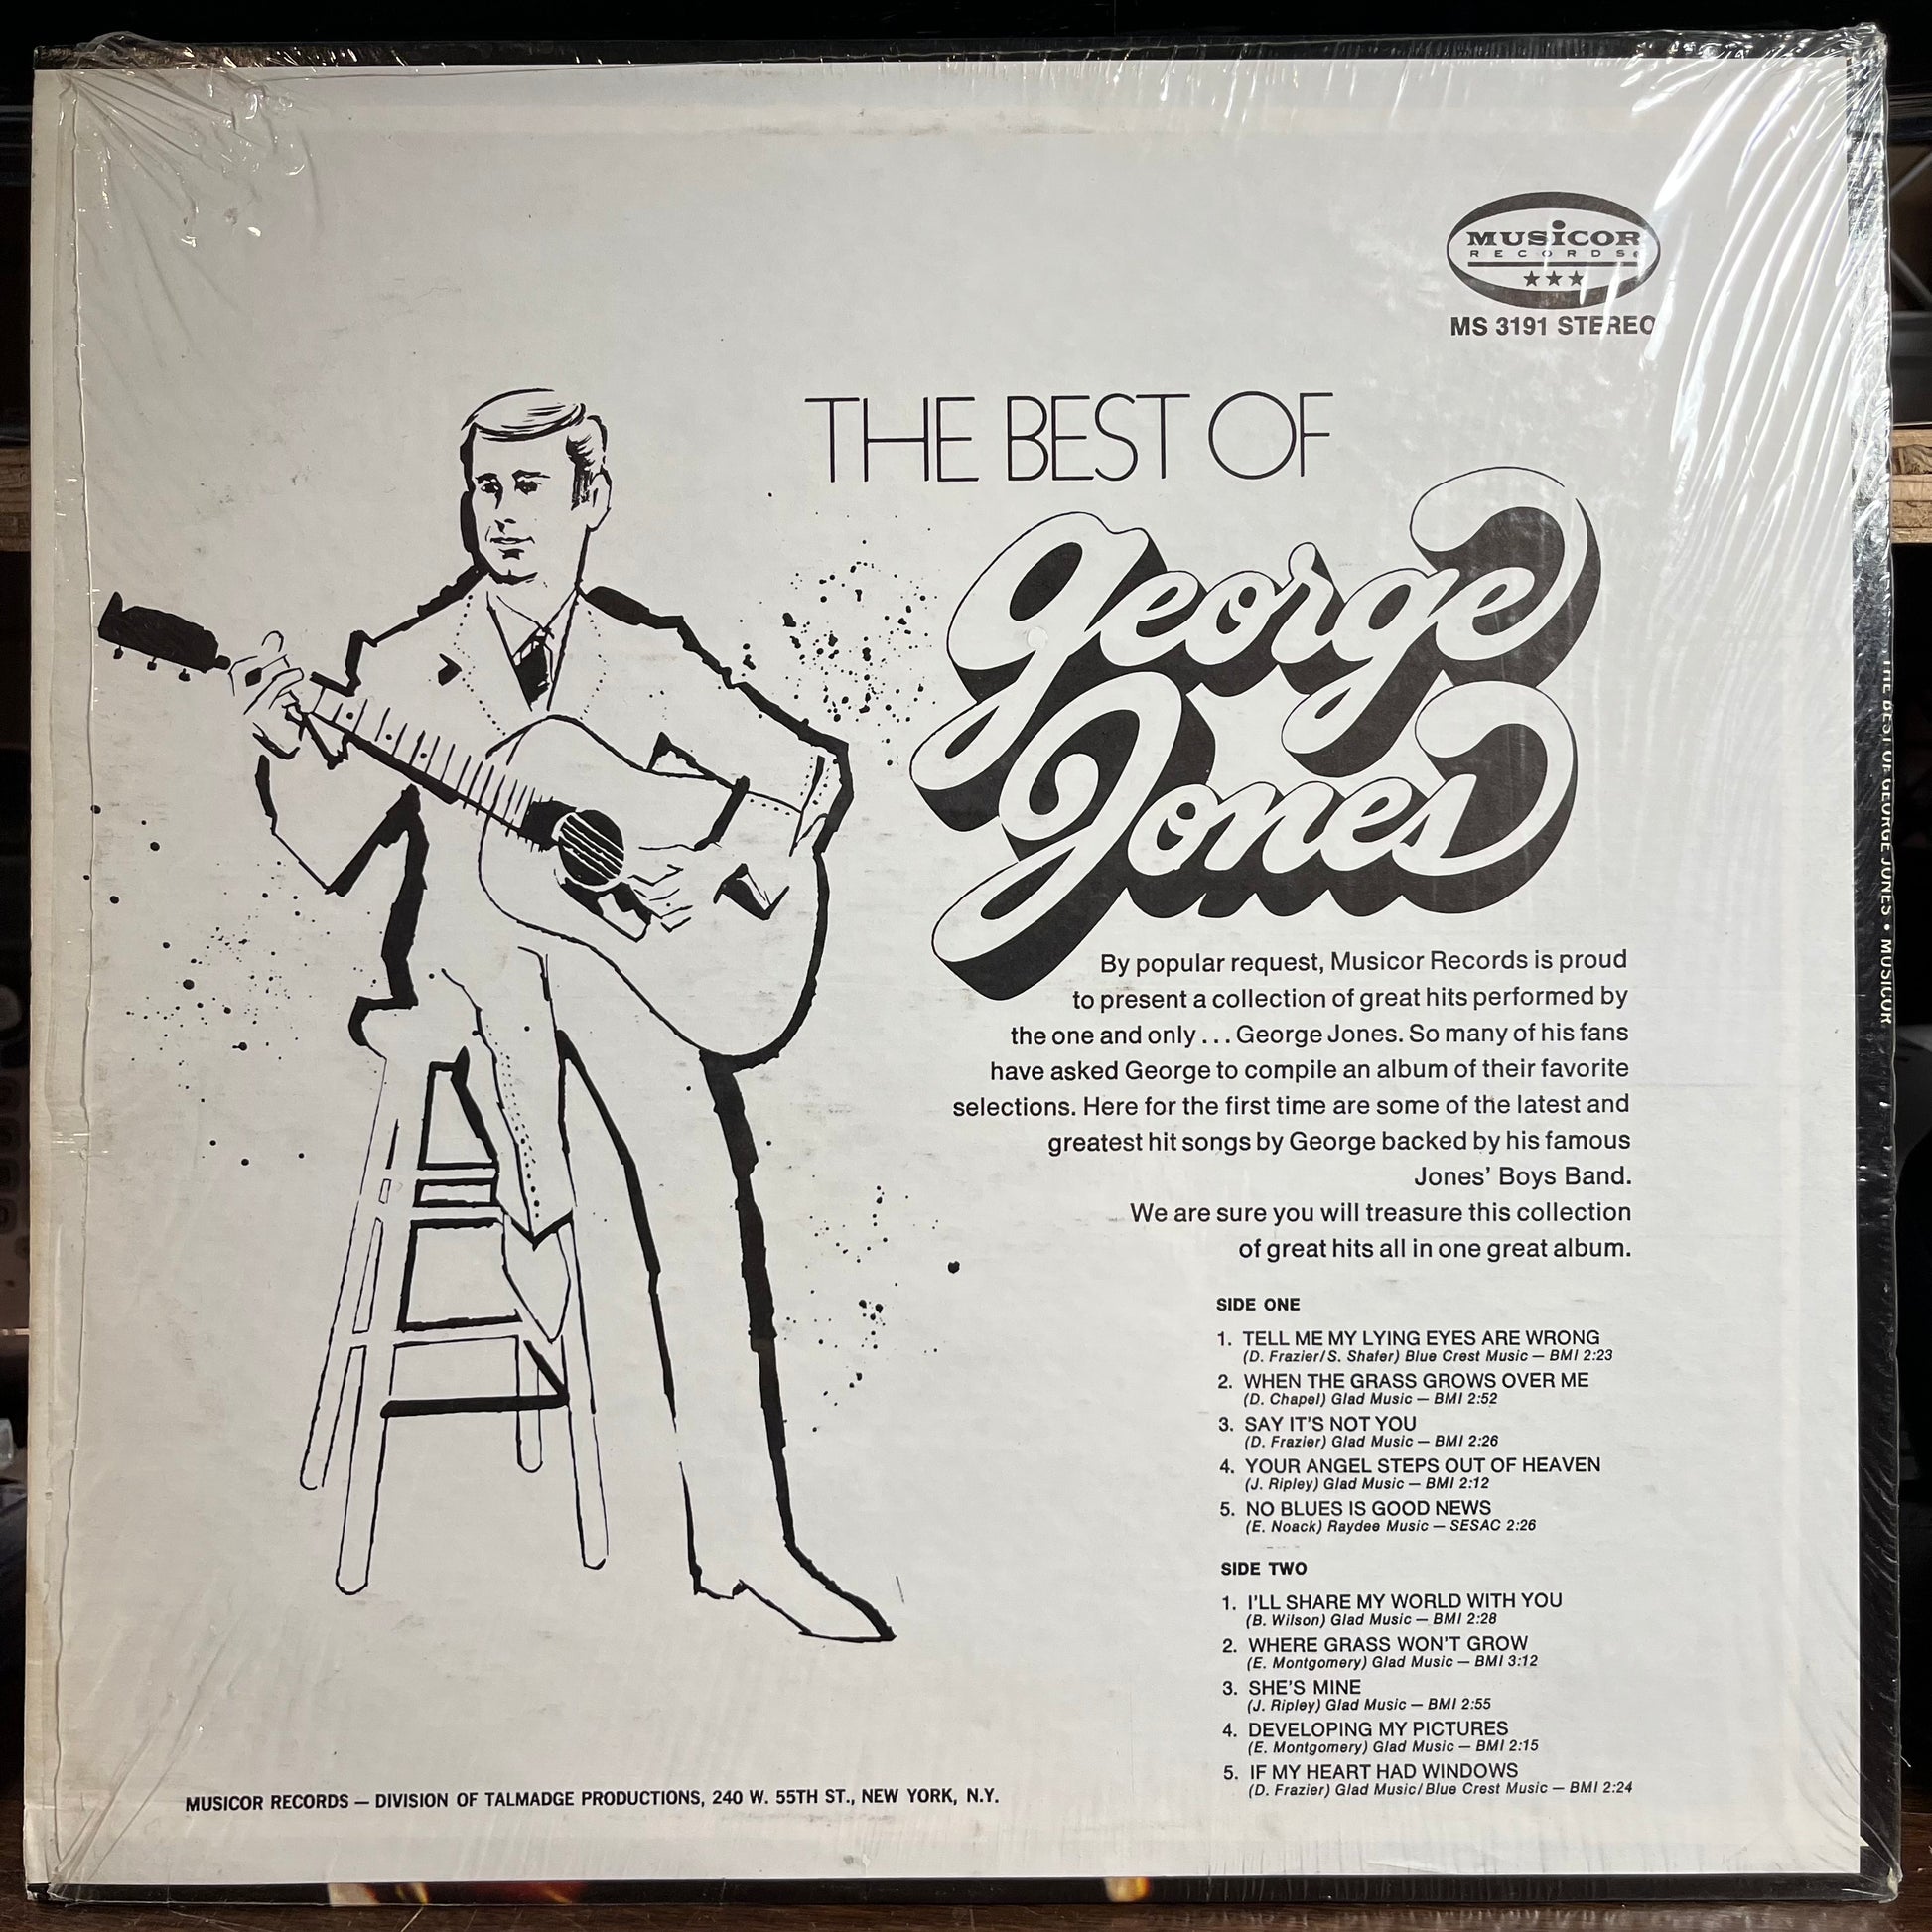 MUSiCOR
RECORDS
MS 3191 STEREO
THE BEST OF
George
Jones
By popular request, Musicor Records is proud
to present a collection of great hits performed by
the one and only . . . George Jones. So many of his fans
have asked George to compile an album of their favorite
selections. Here for the first time are some of the latest and
greatest hit songs by George backed by his famous
Jones' Boys Band.
We are sure you will treasure this collection
of great hits all in one great album.
SIDE ONE
1. TELL ME MY LYING EYES ARE WRONG
(D. Frazier/S. Shafer) Blue Crest Music — BMI 2:23
2. WHEN THE GRASS GROWS OVER ME
(D. Chapel) Glad Music — BMI 2:52
3. SAY IT'S NOT YOU
(D. Frazier) Glad Music — BMI 2:26
4. YOUR ANGEL STEPS OUT OF HEAVEN
(J. Ripley) Glad Music — BMI 2:12
5. NO BLUES IS GOOD NEWS
(E. Noack) Raydee Music — SESAC 2:26
SIDE TWO
1. I'LL SHARE MY WORLD WITH YOU
(B. Wilson) Glad Music — BMI 2:28
2. WHERE GRASS WON'T GROW
(E. Montgomery) Glad Music — BMI 3:12
3. SHE'S MINE
(J. Ripley) Glad Music — BMI 2:55
4. DEVELOPING MY PICTURES
(E. Montgomery) Glad Music — BMI 2:15
5. IF MY HEART HAD WINDOWS
(D. Frazier) Glad Music/Blue Crest Music — BMI 2:24
MUSICOR RECORDS — DIVISION OF TALMADGE PRODUCTIONS, 240 W. 55TH ST., NEW YORK, N.Y.
THE BEST OF GEORGE JONES • MUSICOR